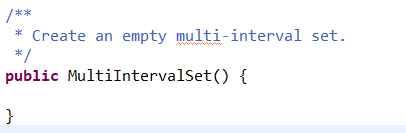 /**
 * Create an empty multi-interval set.
 */
public MultiIntervalSet() {
}